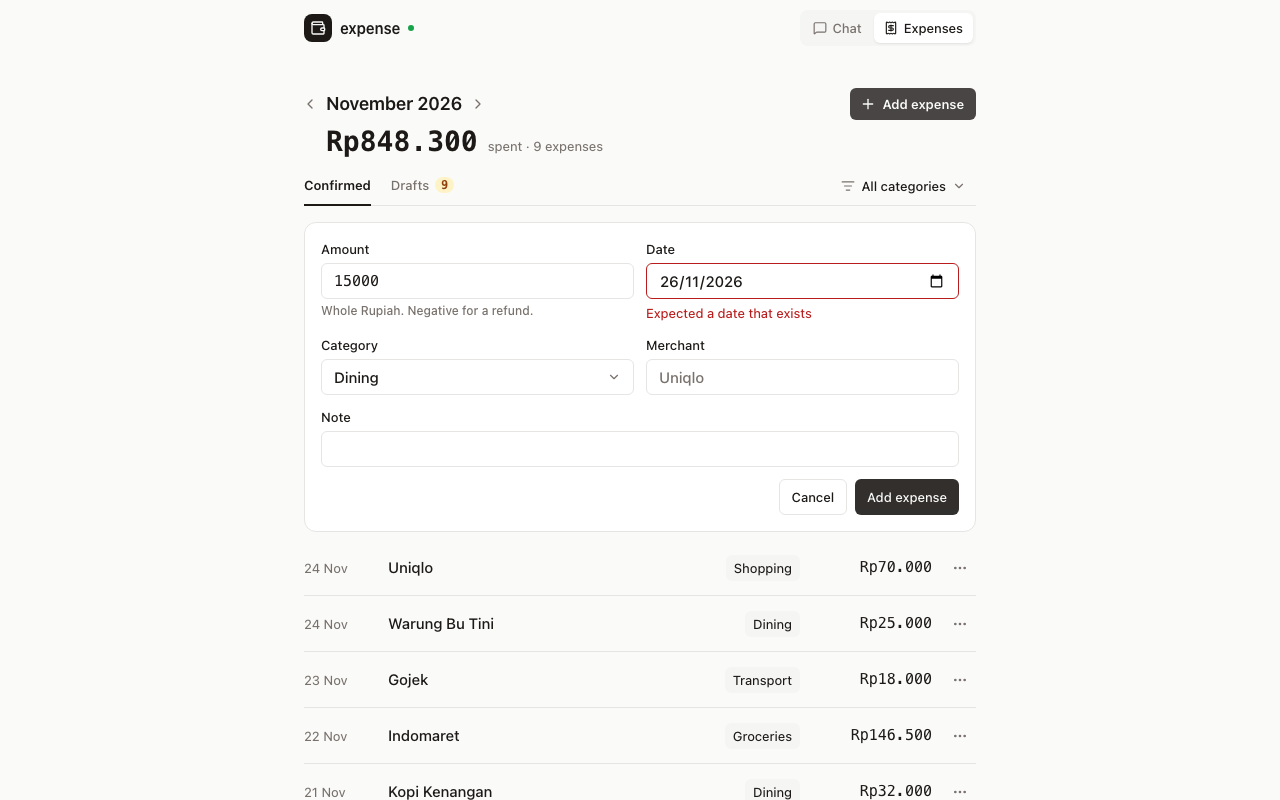 expense
Chat
Expenses
November 2026
Add expense
Rp848.300 spent · 9 expenses
Confirmed
Drafts 9
All categories
Amount
Date
15000
26/11/2026
Whole Rupiah. Negative for a refund.
Expected a date that exists
Category
Merchant
Dining
Uniqlo
Note
Cancel
Add expense
24 Nov Uniqlo Shopping Rp70.000
24 Nov Warung Bu Tini Dining Rp25.000
23 Nov Gojek Transport Rp18.000
22 Nov Indomaret Groceries Rp146.500
21 Nov Kopi Kenangan Dining Rp32.000